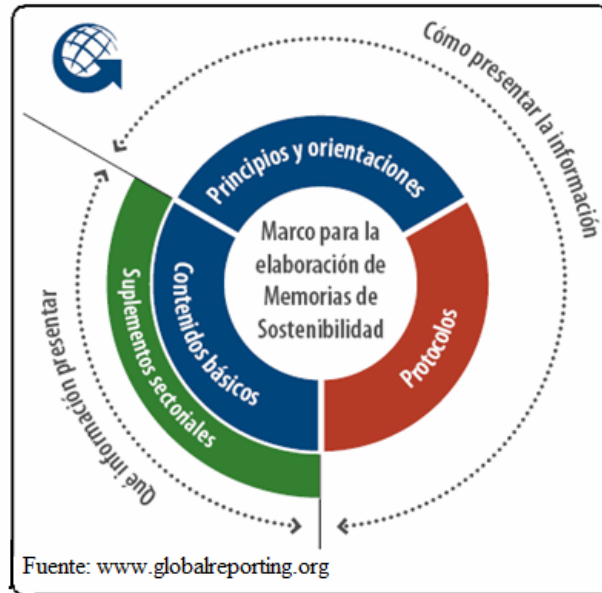 Cómo presentar la información
Principios y orientaciones
Marco para la
elaboración de
Memorias de
Sostenibilidad
Contenidos básicos
Protocolos
Suplementos sectoriales
Qué información presentar
Fuente: www.globalreporting.org